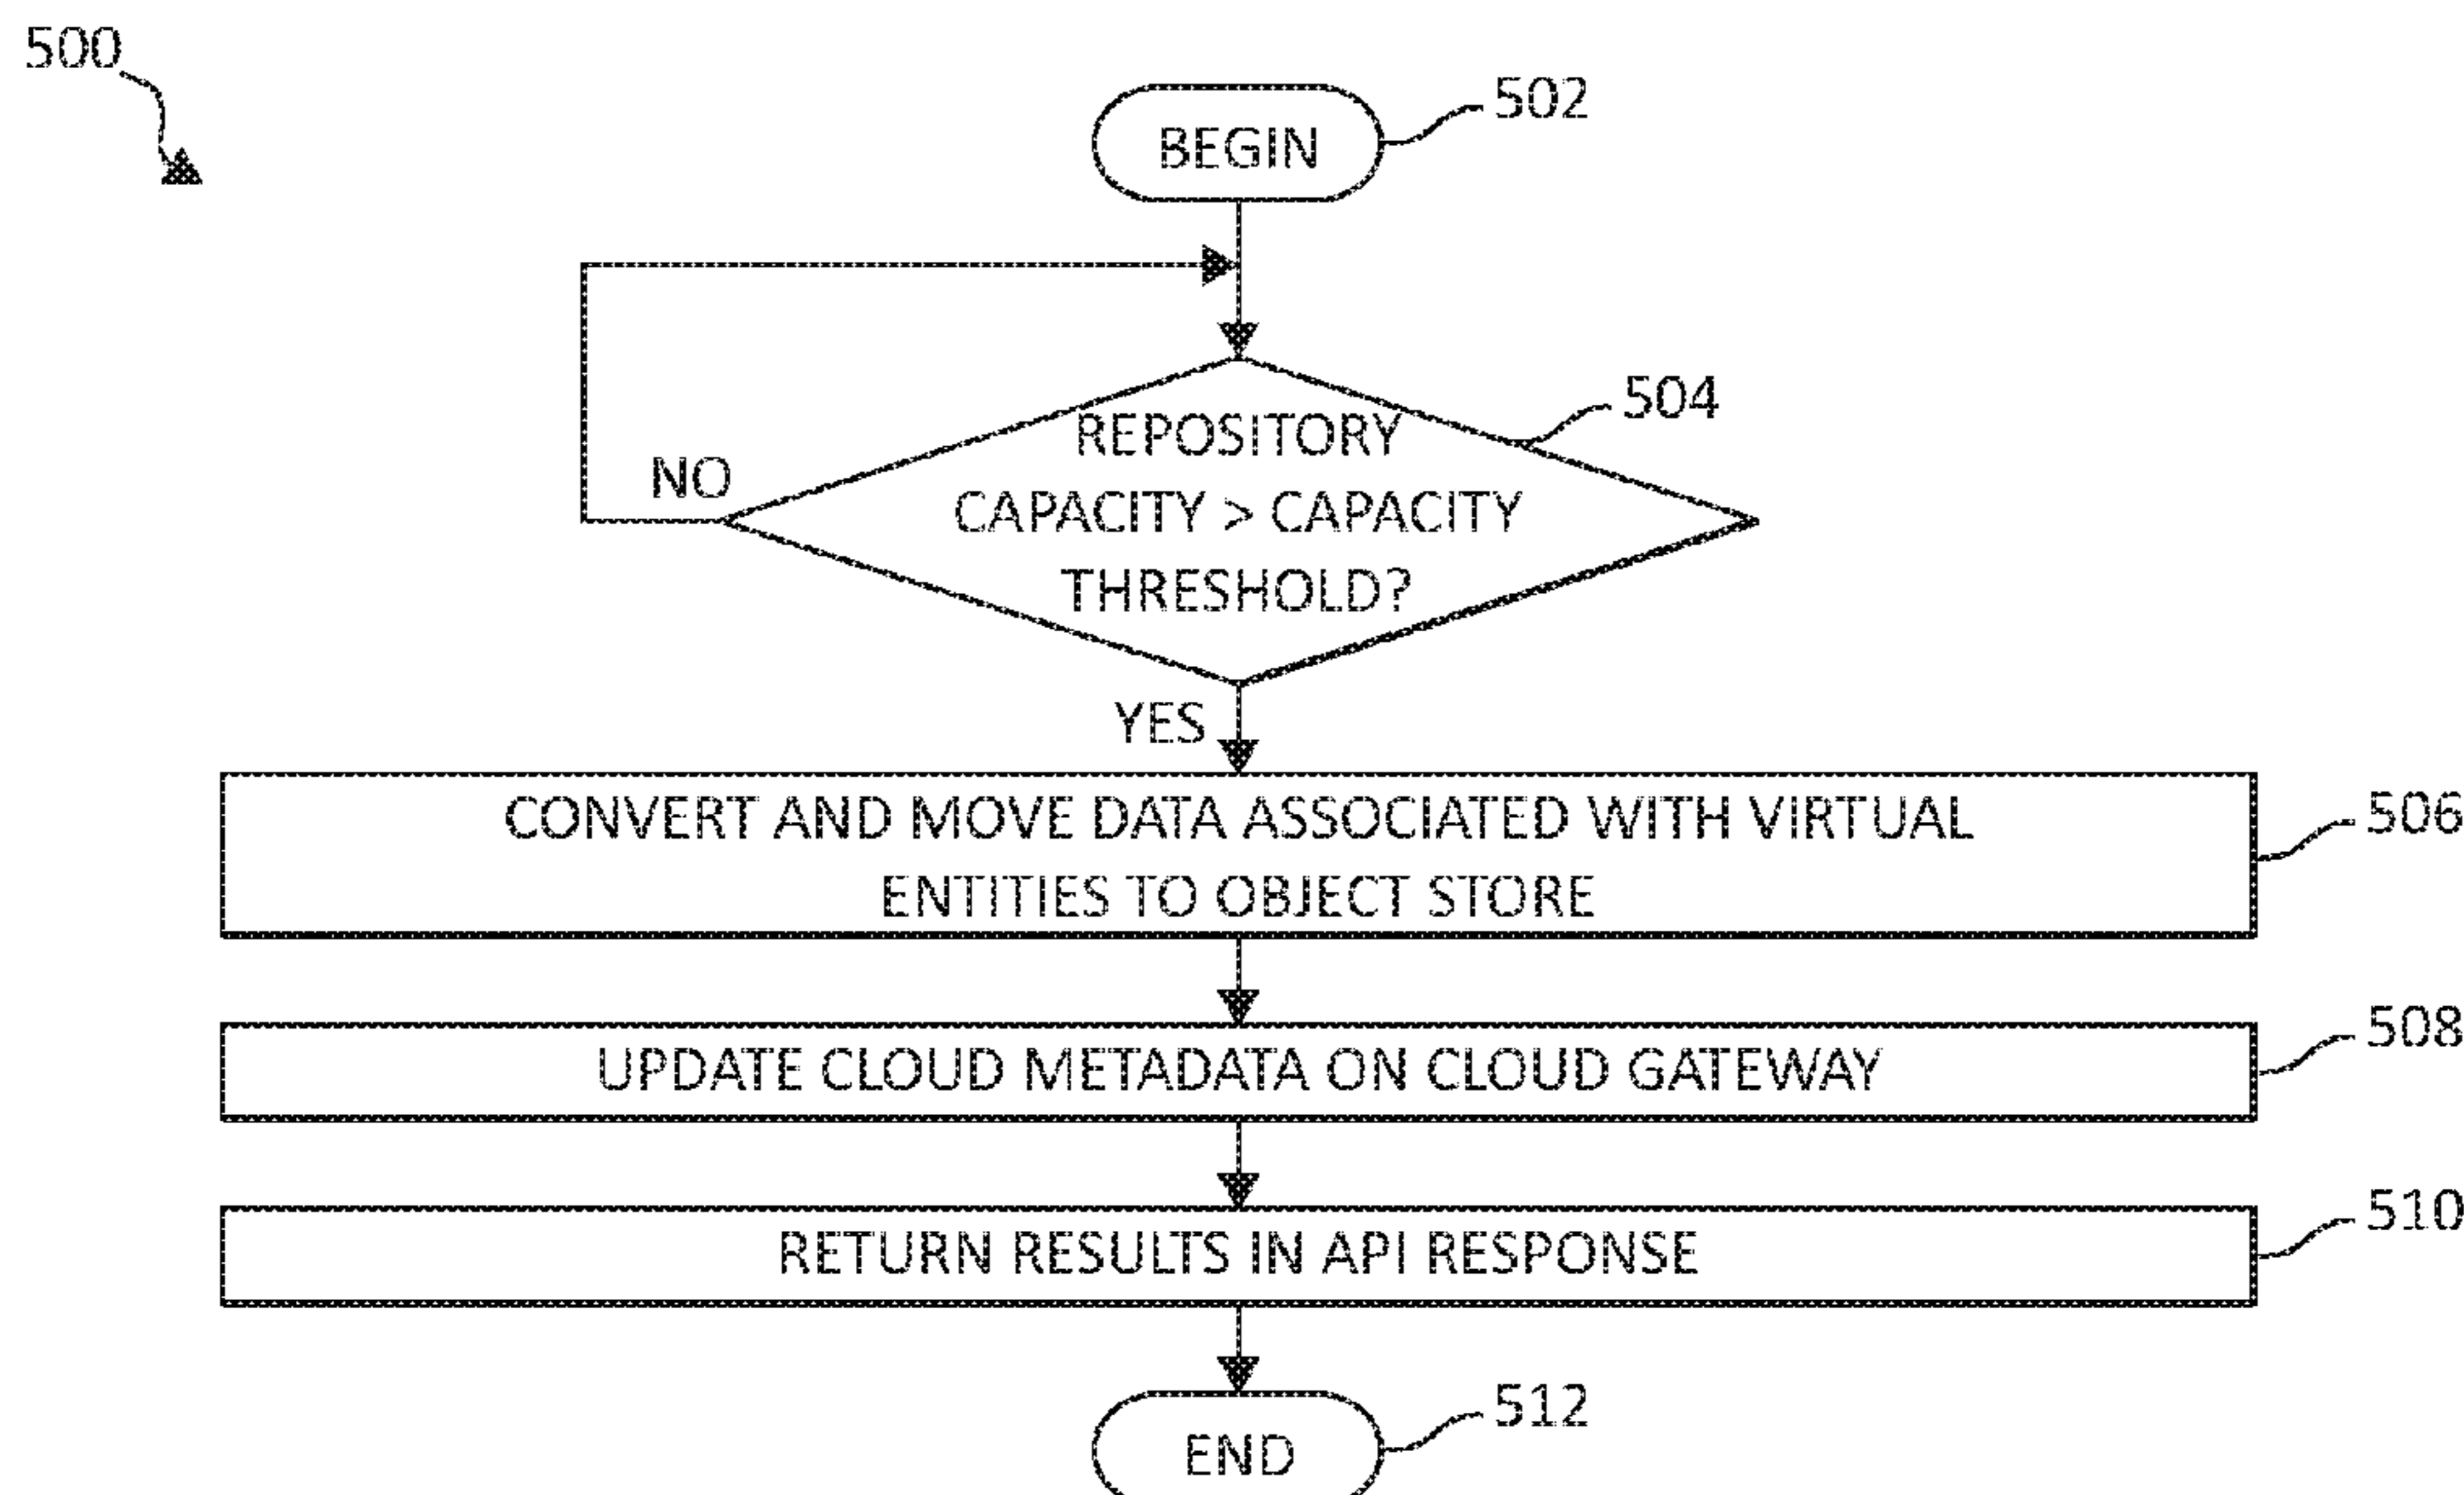 500
BEGIN
502
REPOSITORY
CAPACITY > CAPACITY
THRESHOLD?
504
NO
YES
CONVERT AND MOVE DATA ASSOCIATED WITH VIRTUAL
ENTITIES TO OBJECT STORE
506
UPDATE CLOUD METADATA ON CLOUD GATEWAY
508
RETURN RESULTS IN API RESPONSE
510
END
512